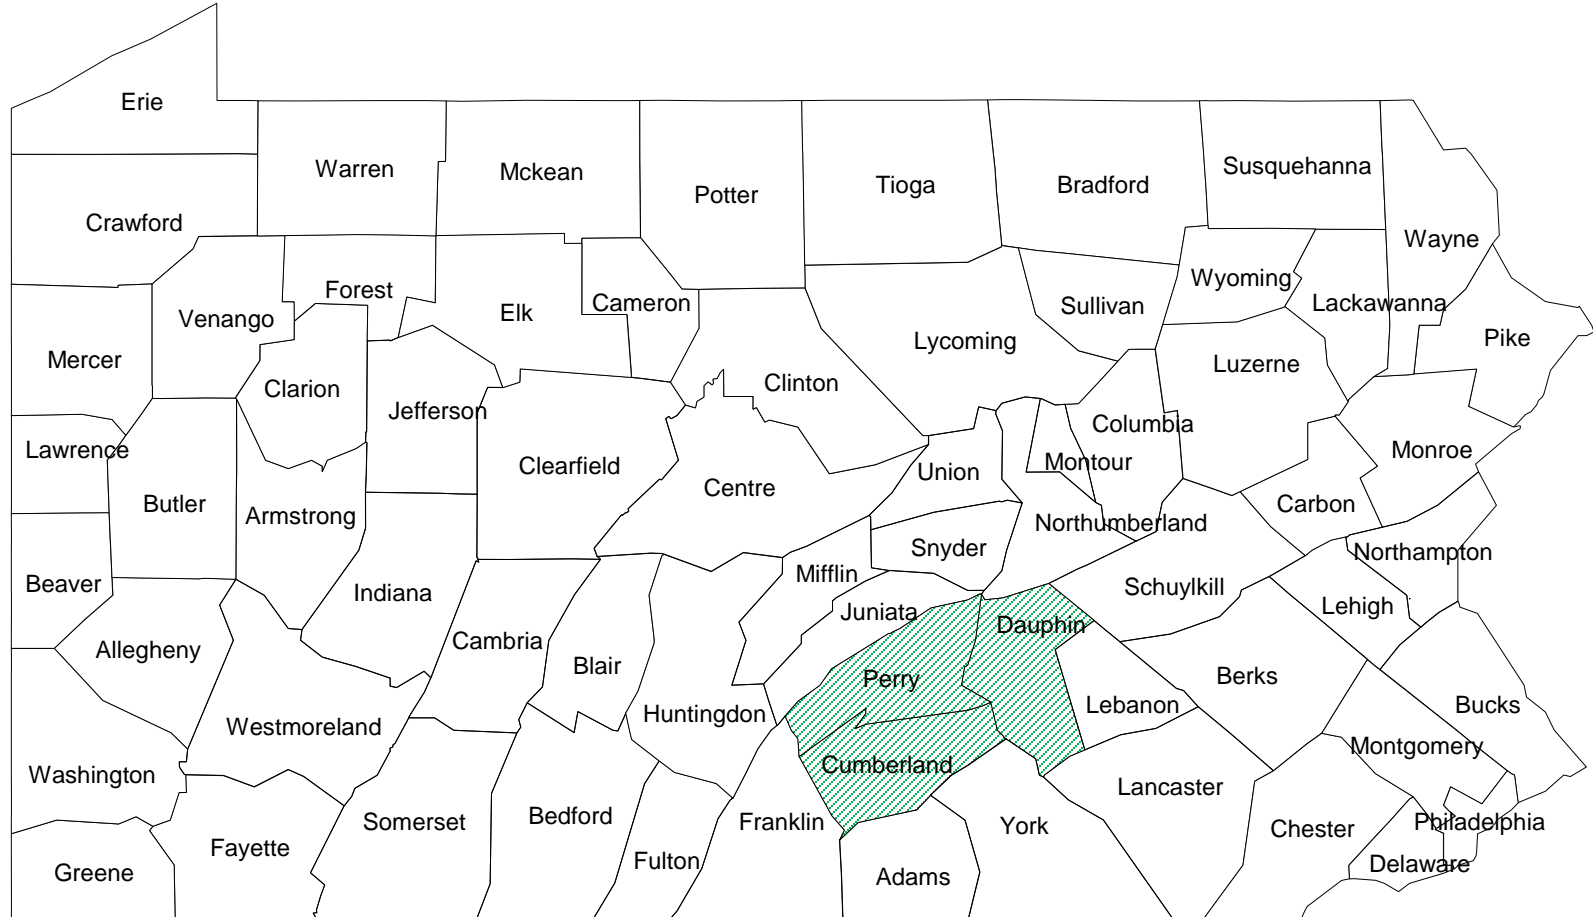 Erie
Warren
Mckean
Potter
Tioga
Bradford
Susquehanna
Crawford
Wayne
Forest
Cameron
Wyoming
Lackawanna
Venango
Elk
Sullivan
Mercer
Lycoming
Pike
Clarion
Clinton
Luzerne
Jefferson
Columbia
Lawrence
Clearfield
Centre
Union
Montour
Monroe
Butler
Armstrong
Carbon
Northumberland
Snyder
Northampton
Beaver
Indiana
Mifflin
Juniata
Schuylkill
Lehigh
Dauphin
Allegheny
Cambria
Blair
Perry
Berks
Westmoreland
Huntingdon
Lebanon
Bucks
Washington
Cumberland
Montgomery
Somerset
Bedford
Franklin
York
Lancaster
Chester
Philadelphia
Greene
Fayette
Fulton
Adams
Delaware